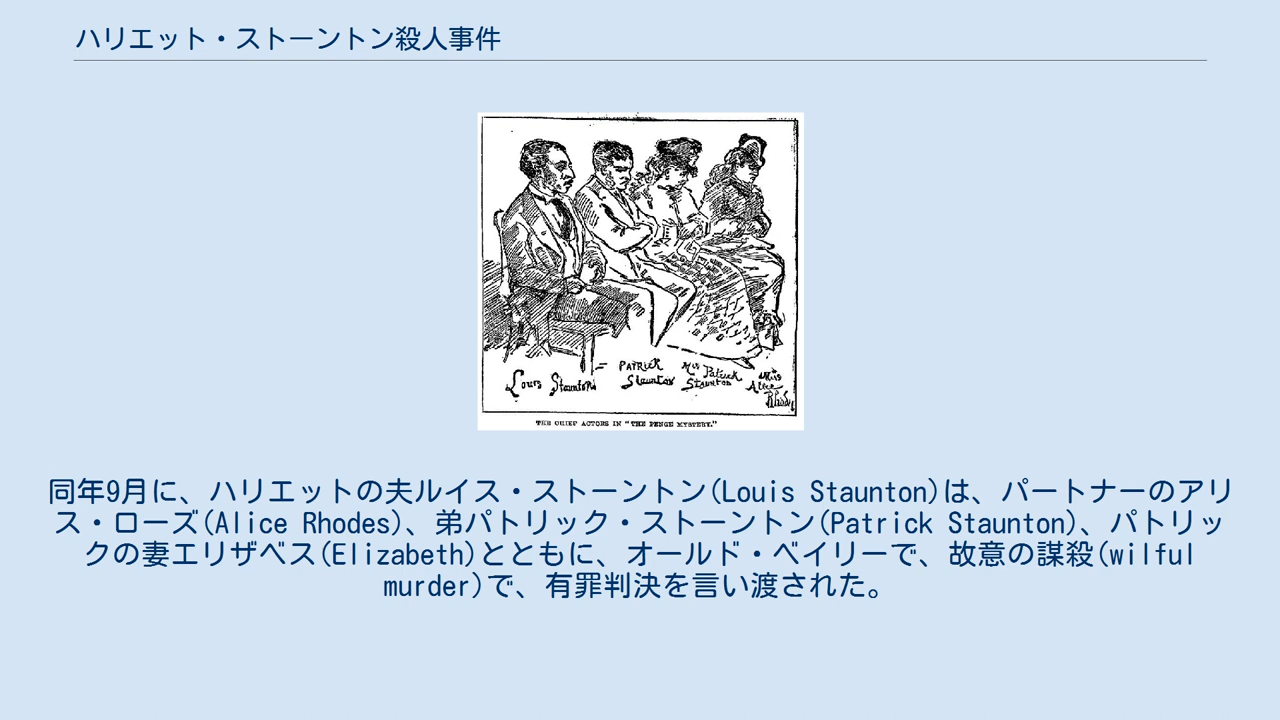 ハリエット・ストーントン殺人事件
Louis Staunton
PATRICK
Staunton
Mrs Patrick
Staunton
Miss
Alice
Rhodes
THE CHIEF ACTORS IN "THE PENGE MYSTERY."
同年9月に、ハリエットの夫ルイス・ストーントン(Louis Staunton)は、パートナーのアリ
ス・ローズ(Alice Rhodes)、弟パトリック・ストーントン(Patrick Staunton)、パトリッ
クの妻エリザベス(Elizabeth)とともに、オールド・ベイリーで、故意の謀殺(wilful
murder)で、有罪判決を言い渡された。